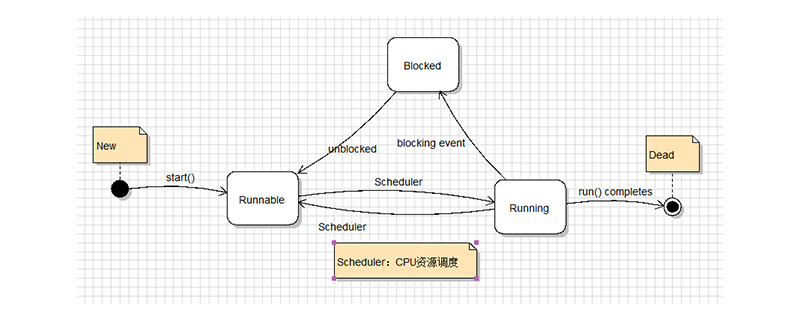 Blocked
New
unblocked
blocking event
Dead
start()
Runnable
Scheduler
Running
run() completes
Scheduler
Scheduler：CPU资源调度